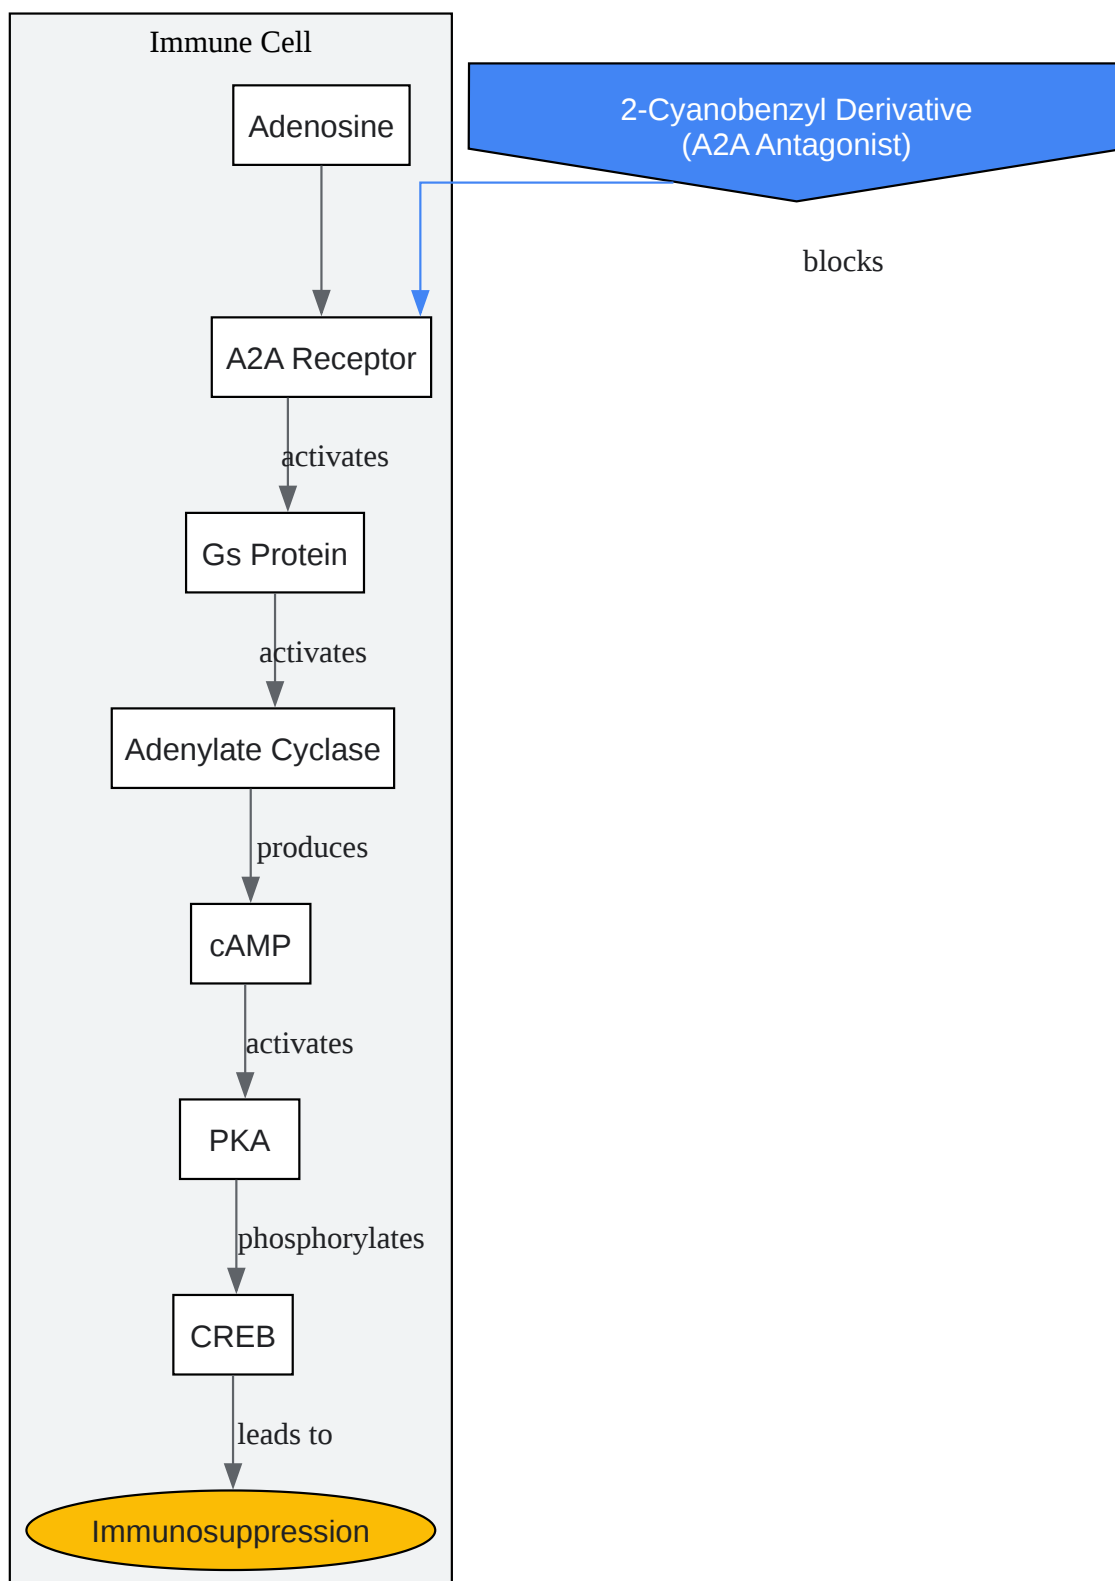 Immune Cell
Adenosine
2-Cyanobenzyl Derivative
(A2A Antagonist)
blocks
A2A Receptor
activates
Gs Protein
activates
Adenylate Cyclase
produces
cAMP
activates
PKA
phosphorylates
CREB
leads to
Immunosuppression